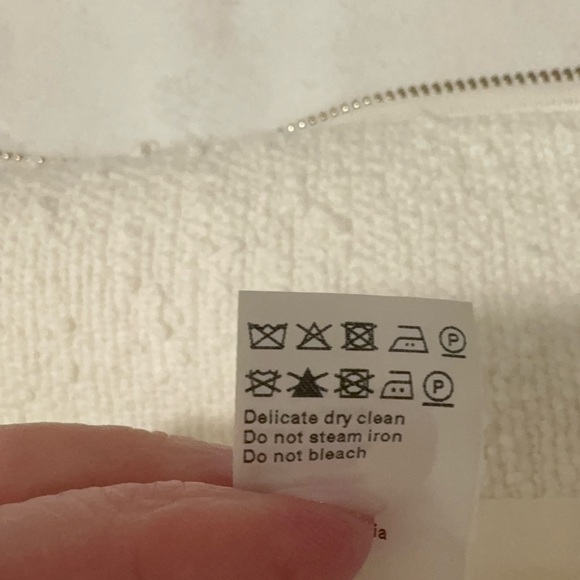 P
P
Delicate dry clean
Do not steam iron
Do not bleach